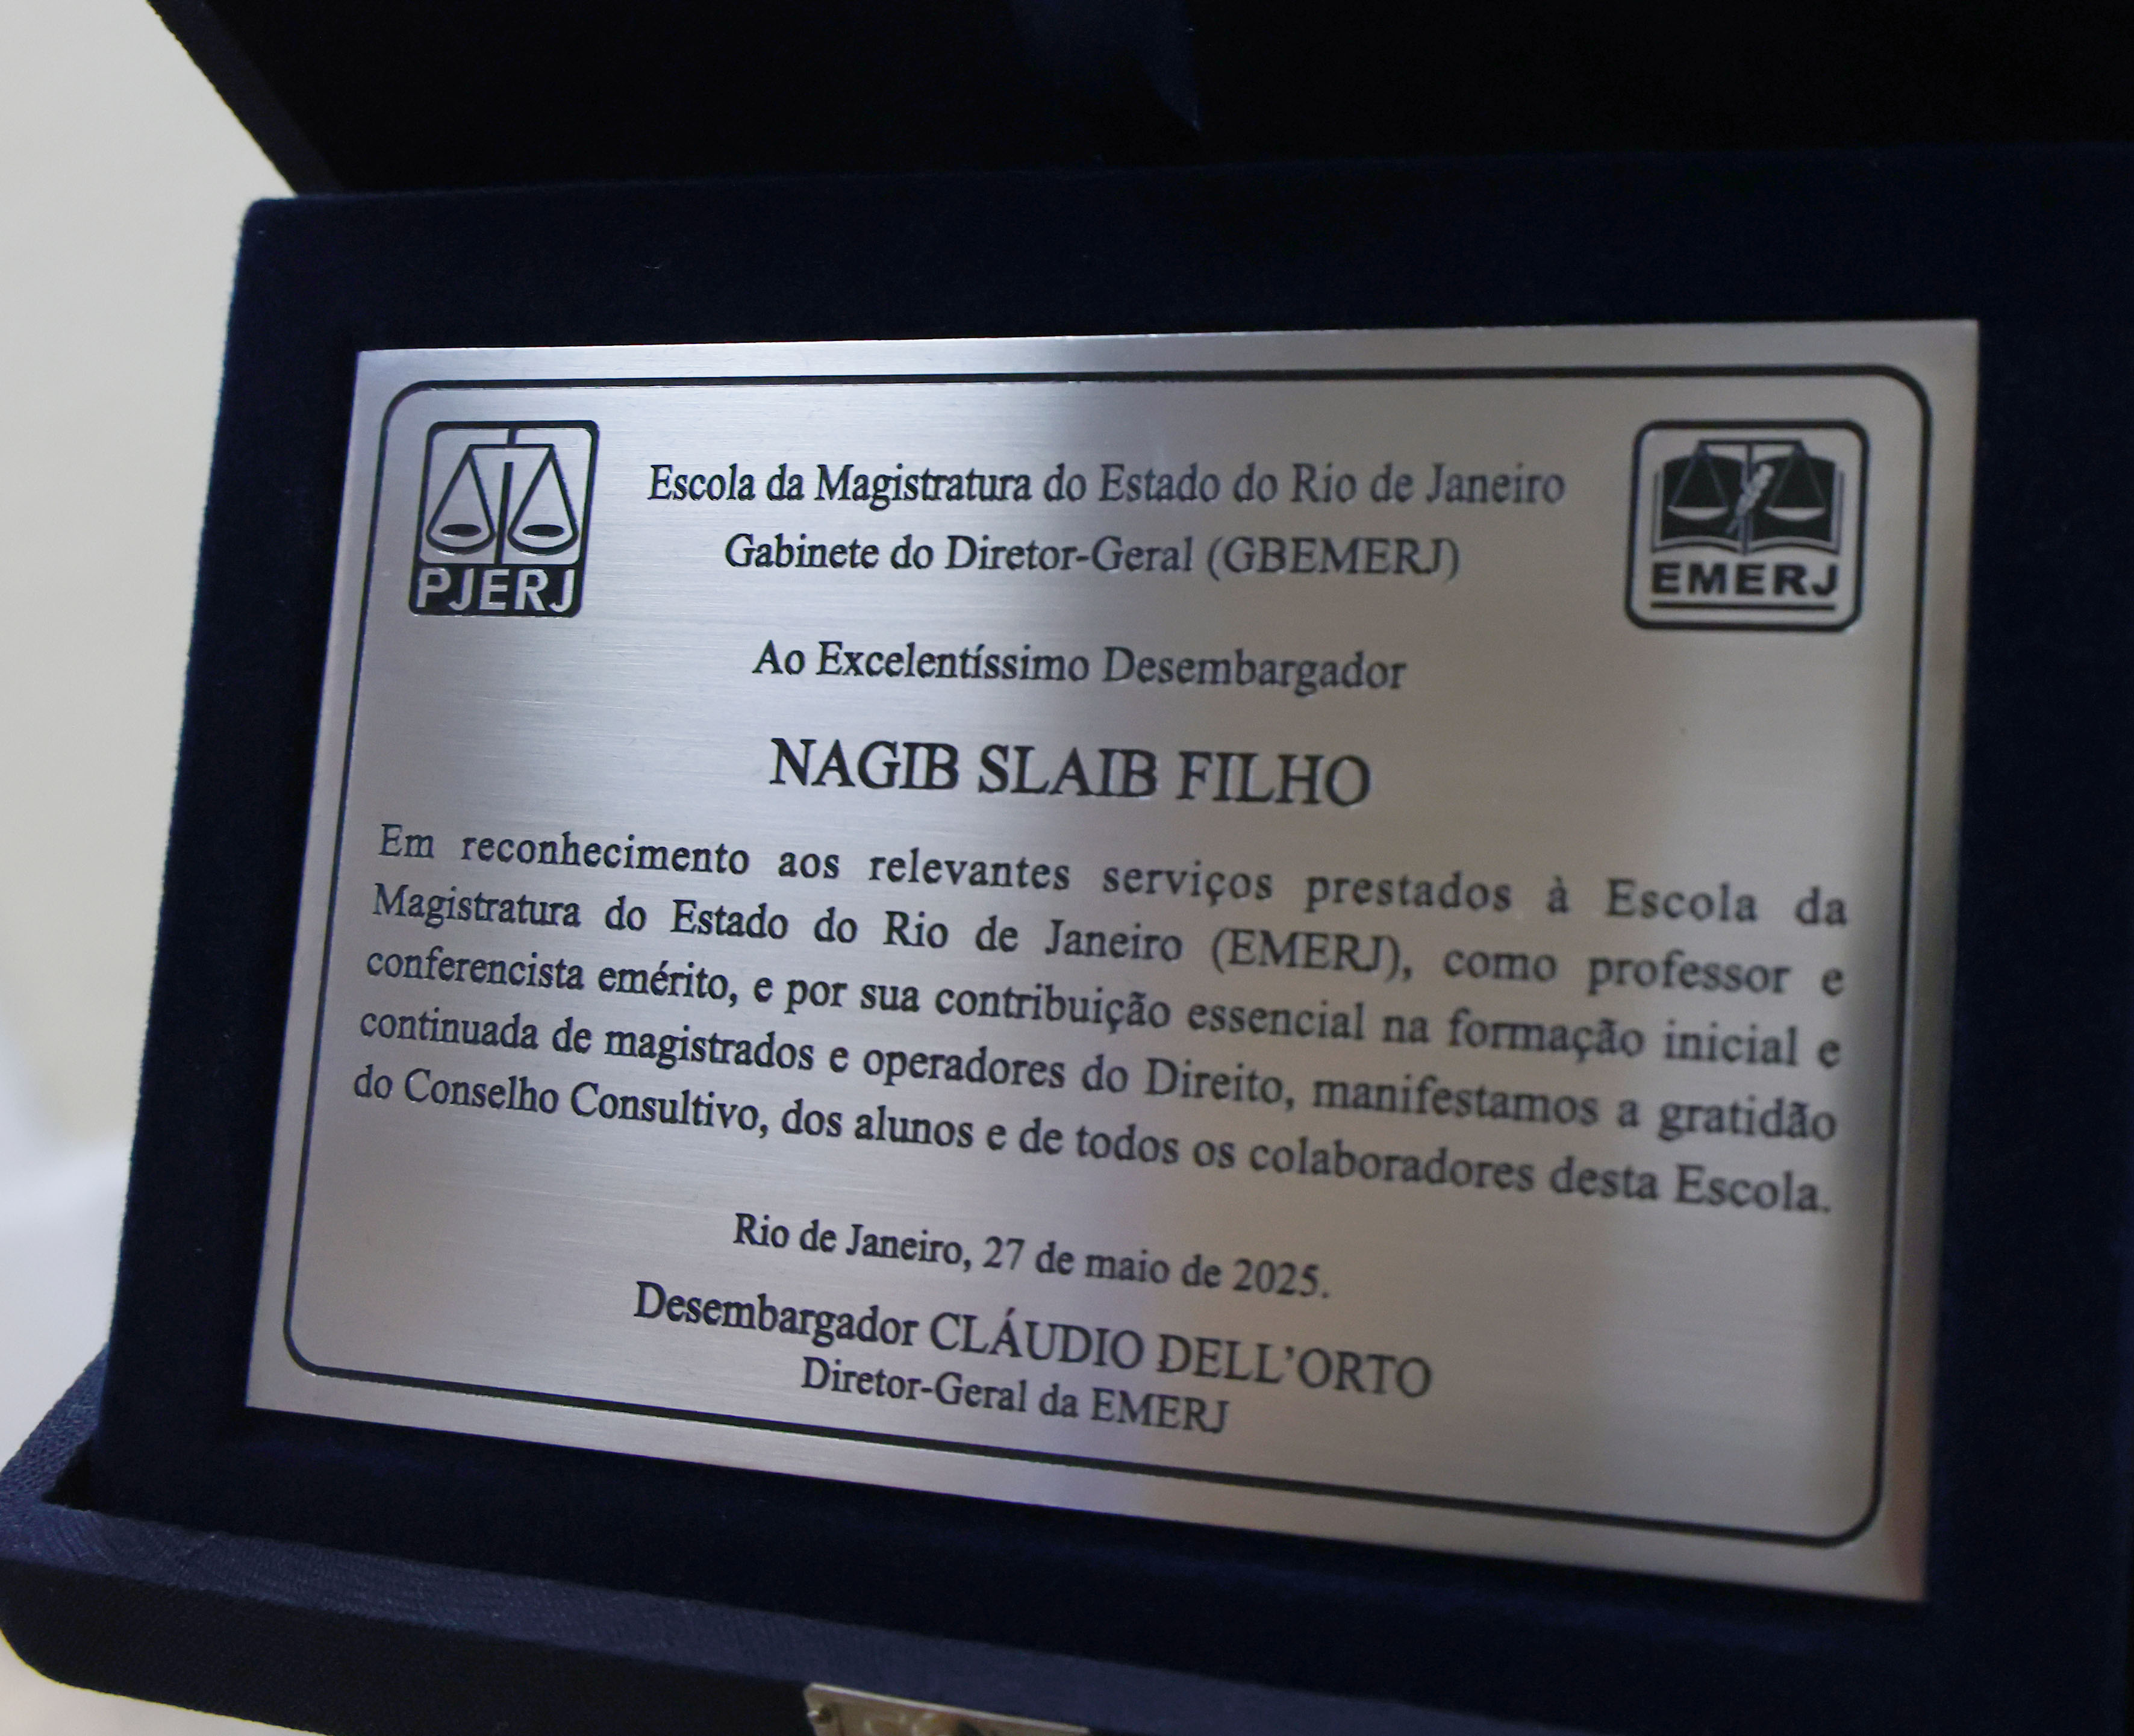 PJERJ
EMERJ
Escola da Magistratura do Estado do Rio de Janeiro
Gabinete do Diretor-Geral (GBEMERJ)
Ao Excelentíssimo Desembargador
NAGIB SLAIB FILHO
Em reconhecimento aos relevantes serviços prestados à Escola da
Magistratura do Estado do Rio de Janeiro (EMERJ), como professor e
conferencista emérito, e por sua contribuição essencial na formação inicial e
continuada de magistrados e operadores do Direito, manifestamos a gratidão
do Conselho Consultivo, dos alunos e de todos os colaboradores desta Escola.
Rio de Janeiro, 27 de maio de 2025.
Desembargador CLÁUDIO DELL'ORTO
Diretor-Geral da EMERJ